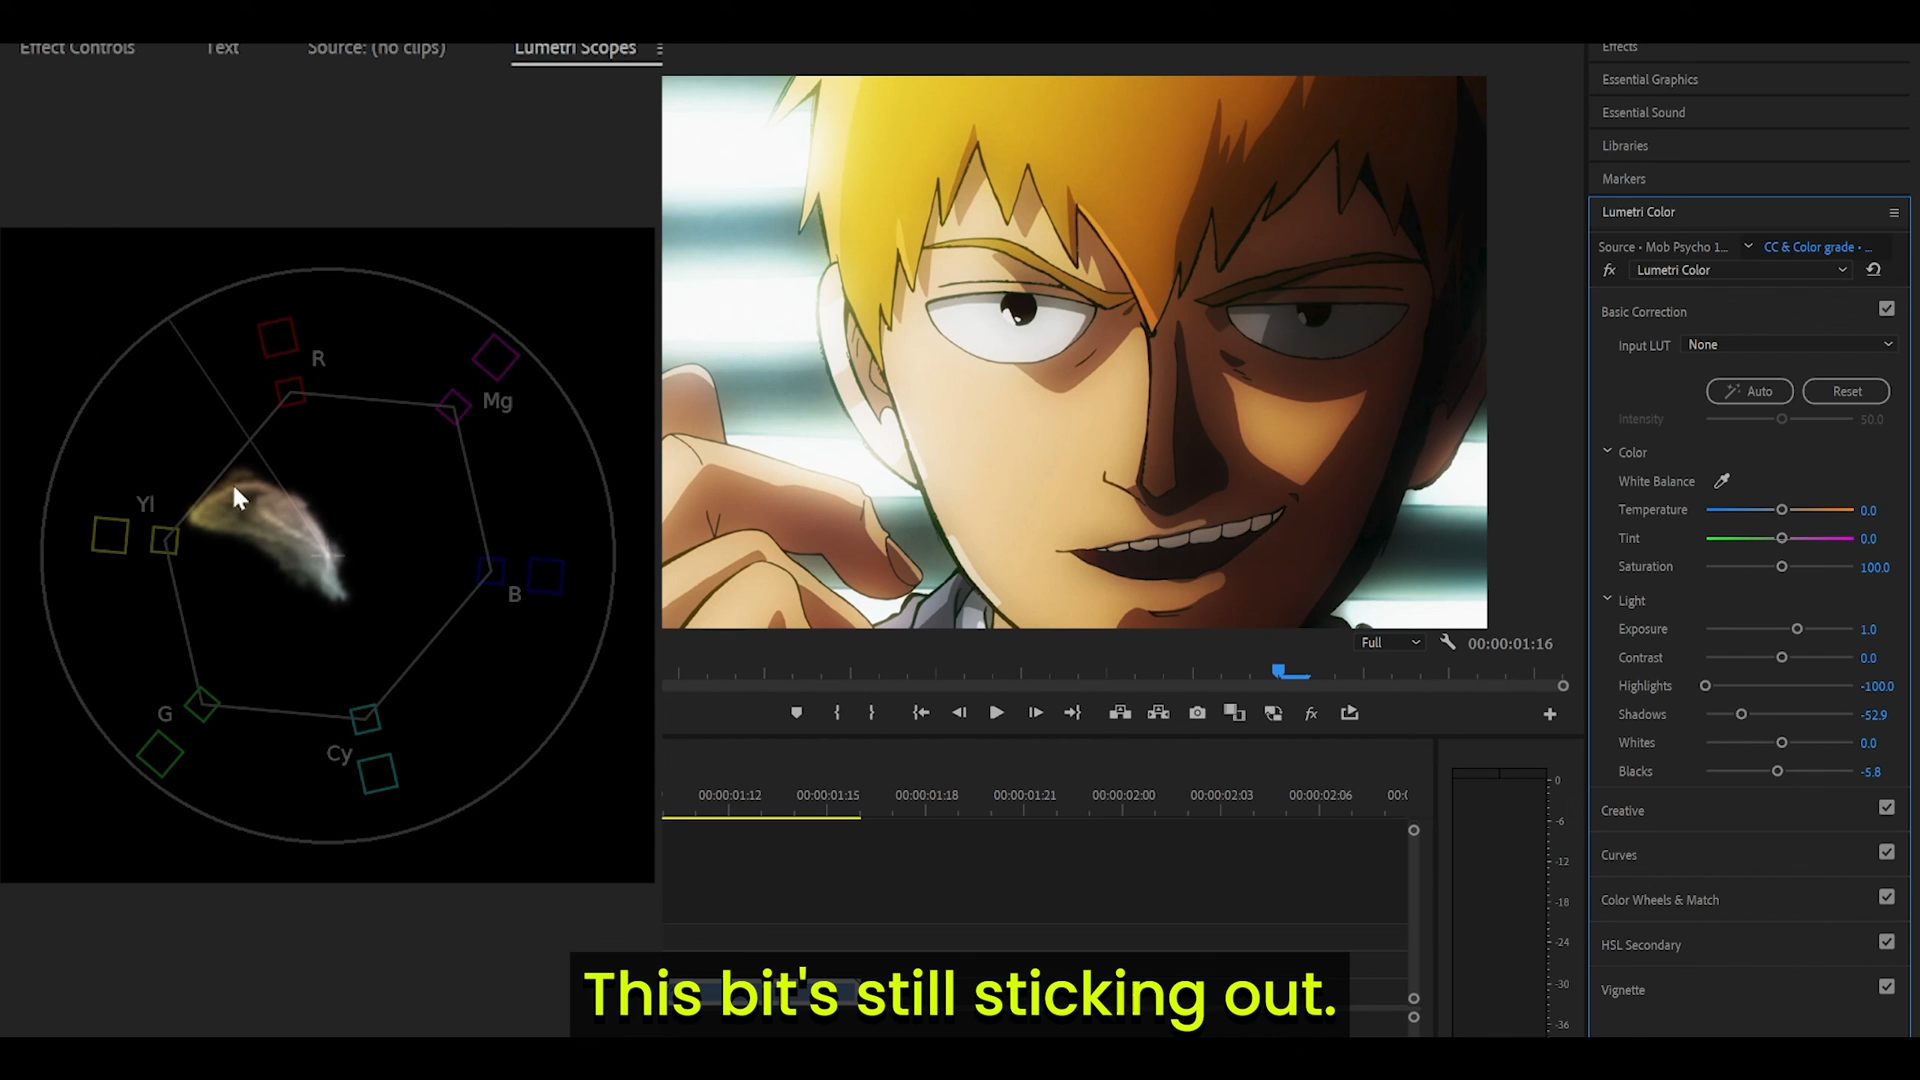 Effect Controls
Text
Source: (no clips)
Lumetri Scopes
R
Mg
Yl
B
G
Cy
Full
00:00:01:16
00:00:01:12
00:00:01:15
00:00:01:18
00:00:01:21
00:00:02:00
00:00:02:03
00:00:02:06
00:0
0
-6
-12
-18
-24
-30
-36
Effects
Essential Graphics
Essential Sound
Libraries
Markers
Lumetri Color
Source • Mob Psycho 1...
CC & Color grade • ...
fx
Lumetri Color
Basic Correction
Input LUT
None
Auto
Reset
Intensity
50.0
Color
White Balance
Temperature
0.0
Tint
0.0
Saturation
100.0
Light
Exposure
1.0
Contrast
0.0
Highlights
-100.0
Shadows
-52.9
Whites
0.0
Blacks
-5.8
Creative
Curves
Color Wheels & Match
HSL Secondary
Vignette
fx
This bit's still sticking out.